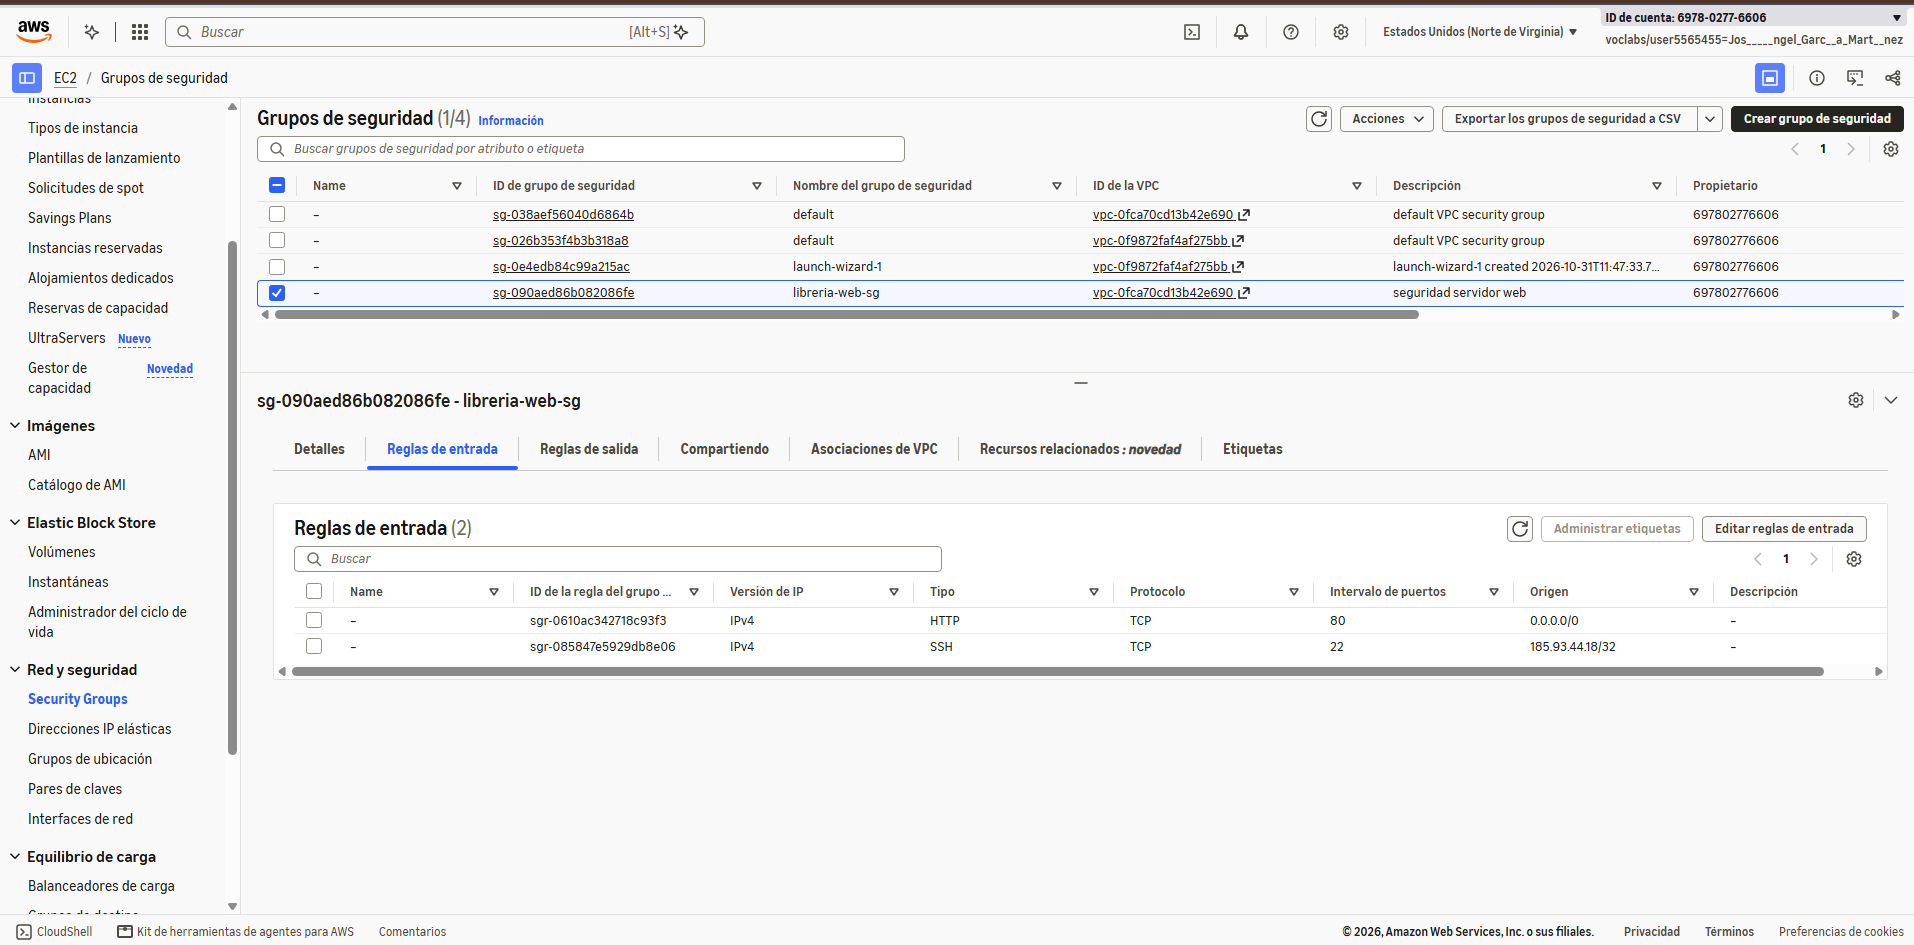 aws
Buscar
[Alt+S]
Estados Unidos (Norte de Virginia)
ID de cuenta: 6978-0277-6606
voclabs/user5565455=Jos_____ngel_Garc__a_Mart__nez
EC2 / Grupos de seguridad
Instancias
Tipos de instancia
Plantillas de lanzamiento
Solicitudes de spot
Savings Plans
Instancias reservadas
Alojamientos dedicados
Reservas de capacidad
UltraServers Nuevo
Gestor de capacidad Novedad
Imágenes
AMI
Catálogo de AMI
Elastic Block Store
Volúmenes
Instantáneas
Administrador del ciclo de vida
Red y seguridad
Security Groups
Direcciones IP elásticas
Grupos de ubicación
Pares de claves
Interfaces de red
Equilibrio de carga
Balanceadores de carga
Grupos de destino
Grupos de seguridad (1/4) Información
Acciones
Exportar los grupos de seguridad a CSV
Crear grupo de seguridad
Buscar grupos de seguridad por atributo o etiqueta
1
Name ID de grupo de seguridad Nombre del grupo de seguridad ID de la VPC Descripción Propietario
– sg-038aef56040d6864b default vpc-0fca70cd13b42e690 default VPC security group 697802776606
– sg-026b353f4b3b318a8 default vpc-0f9872faf4af275bb default VPC security group 697802776606
– sg-0e4edb84c99a215ac launch-wizard-1 vpc-0f9872faf4af275bb launch-wizard-1 created 2026-10-31T11:47:33.7... 697802776606
– sg-090aed86b082086fe libreria-web-sg vpc-0fca70cd13b42e690 seguridad servidor web 697802776606
sg-090aed86b082086fe - libreria-web-sg
Detalles Reglas de entrada Reglas de salida Compartiendo Asociaciones de VPC Recursos relacionados : novedad Etiquetas
Reglas de entrada (2)
Administrar etiquetas
Editar reglas de entrada
Buscar
1
Name ID de la regla del grupo ... Versión de IP Tipo Protocolo Intervalo de puertos Origen Descripción
– sgr-0610ac342718c93f3 IPv4 HTTP TCP 80 0.0.0.0/0 –
– sgr-085847e5929db8e06 IPv4 SSH TCP 22 185.93.44.18/32 –
CloudShell Kit de herramientas de agentes para AWS Comentarios
© 2026, Amazon Web Services, Inc. o sus filiales. Privacidad Términos Preferencias de cookies